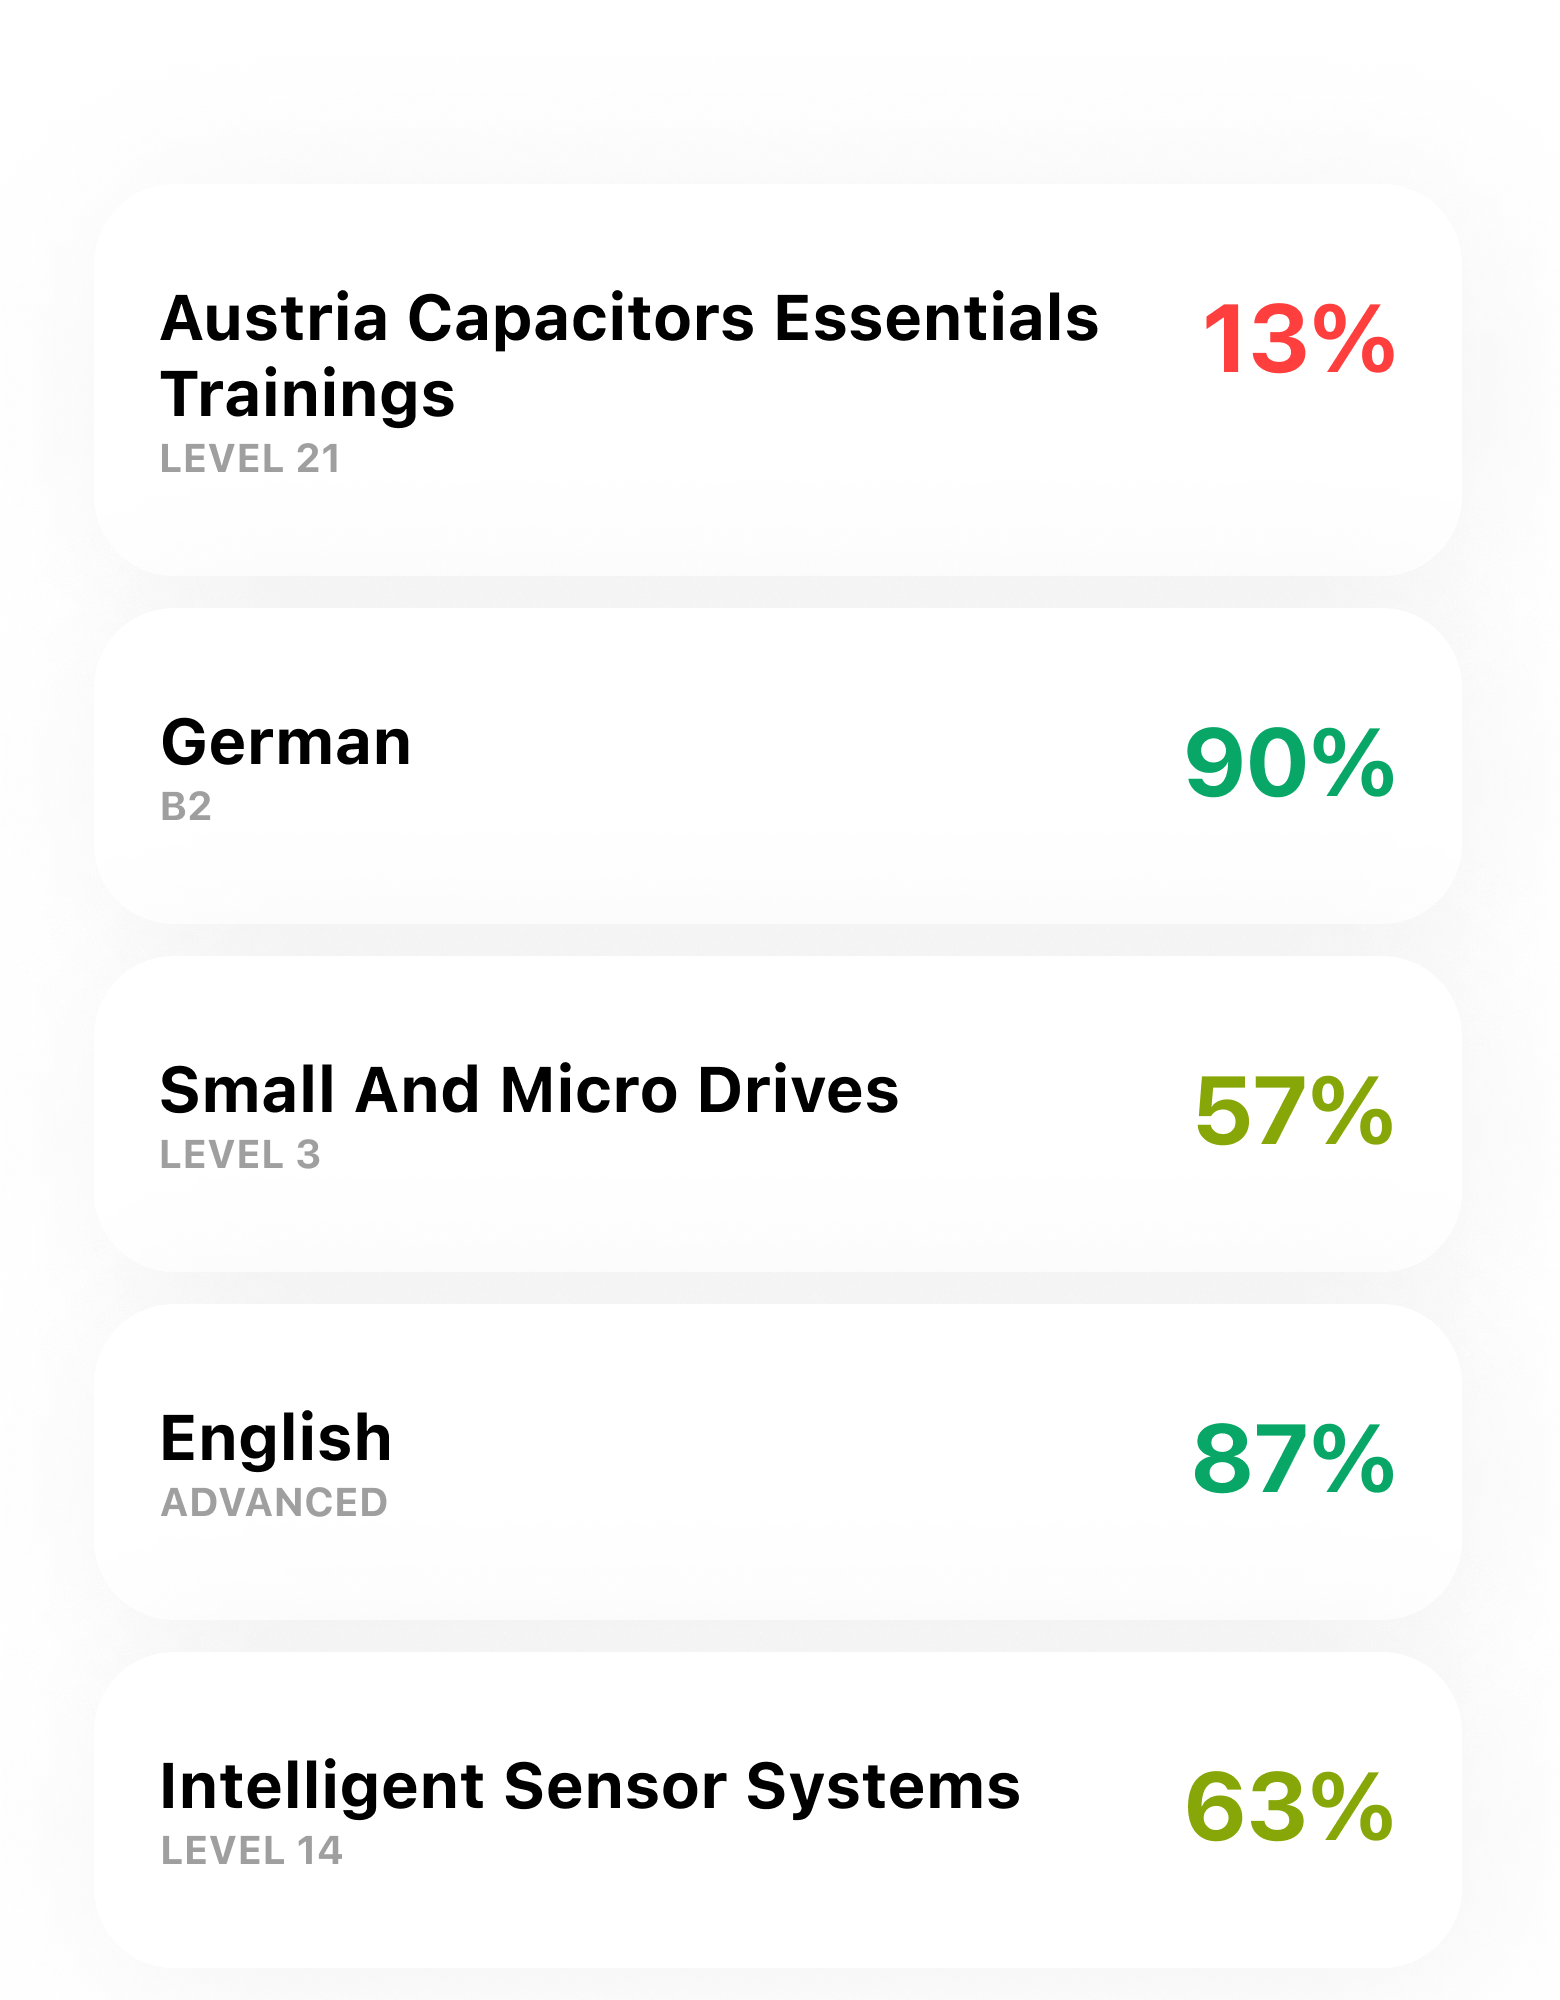 Austria Capacitors Essentials
Trainings
13%
LEVEL 21
German
90%
B2
Small And Micro Drives
57%
LEVEL 3
English
87%
ADVANCED
Intelligent Sensor Systems
63%
LEVEL 14